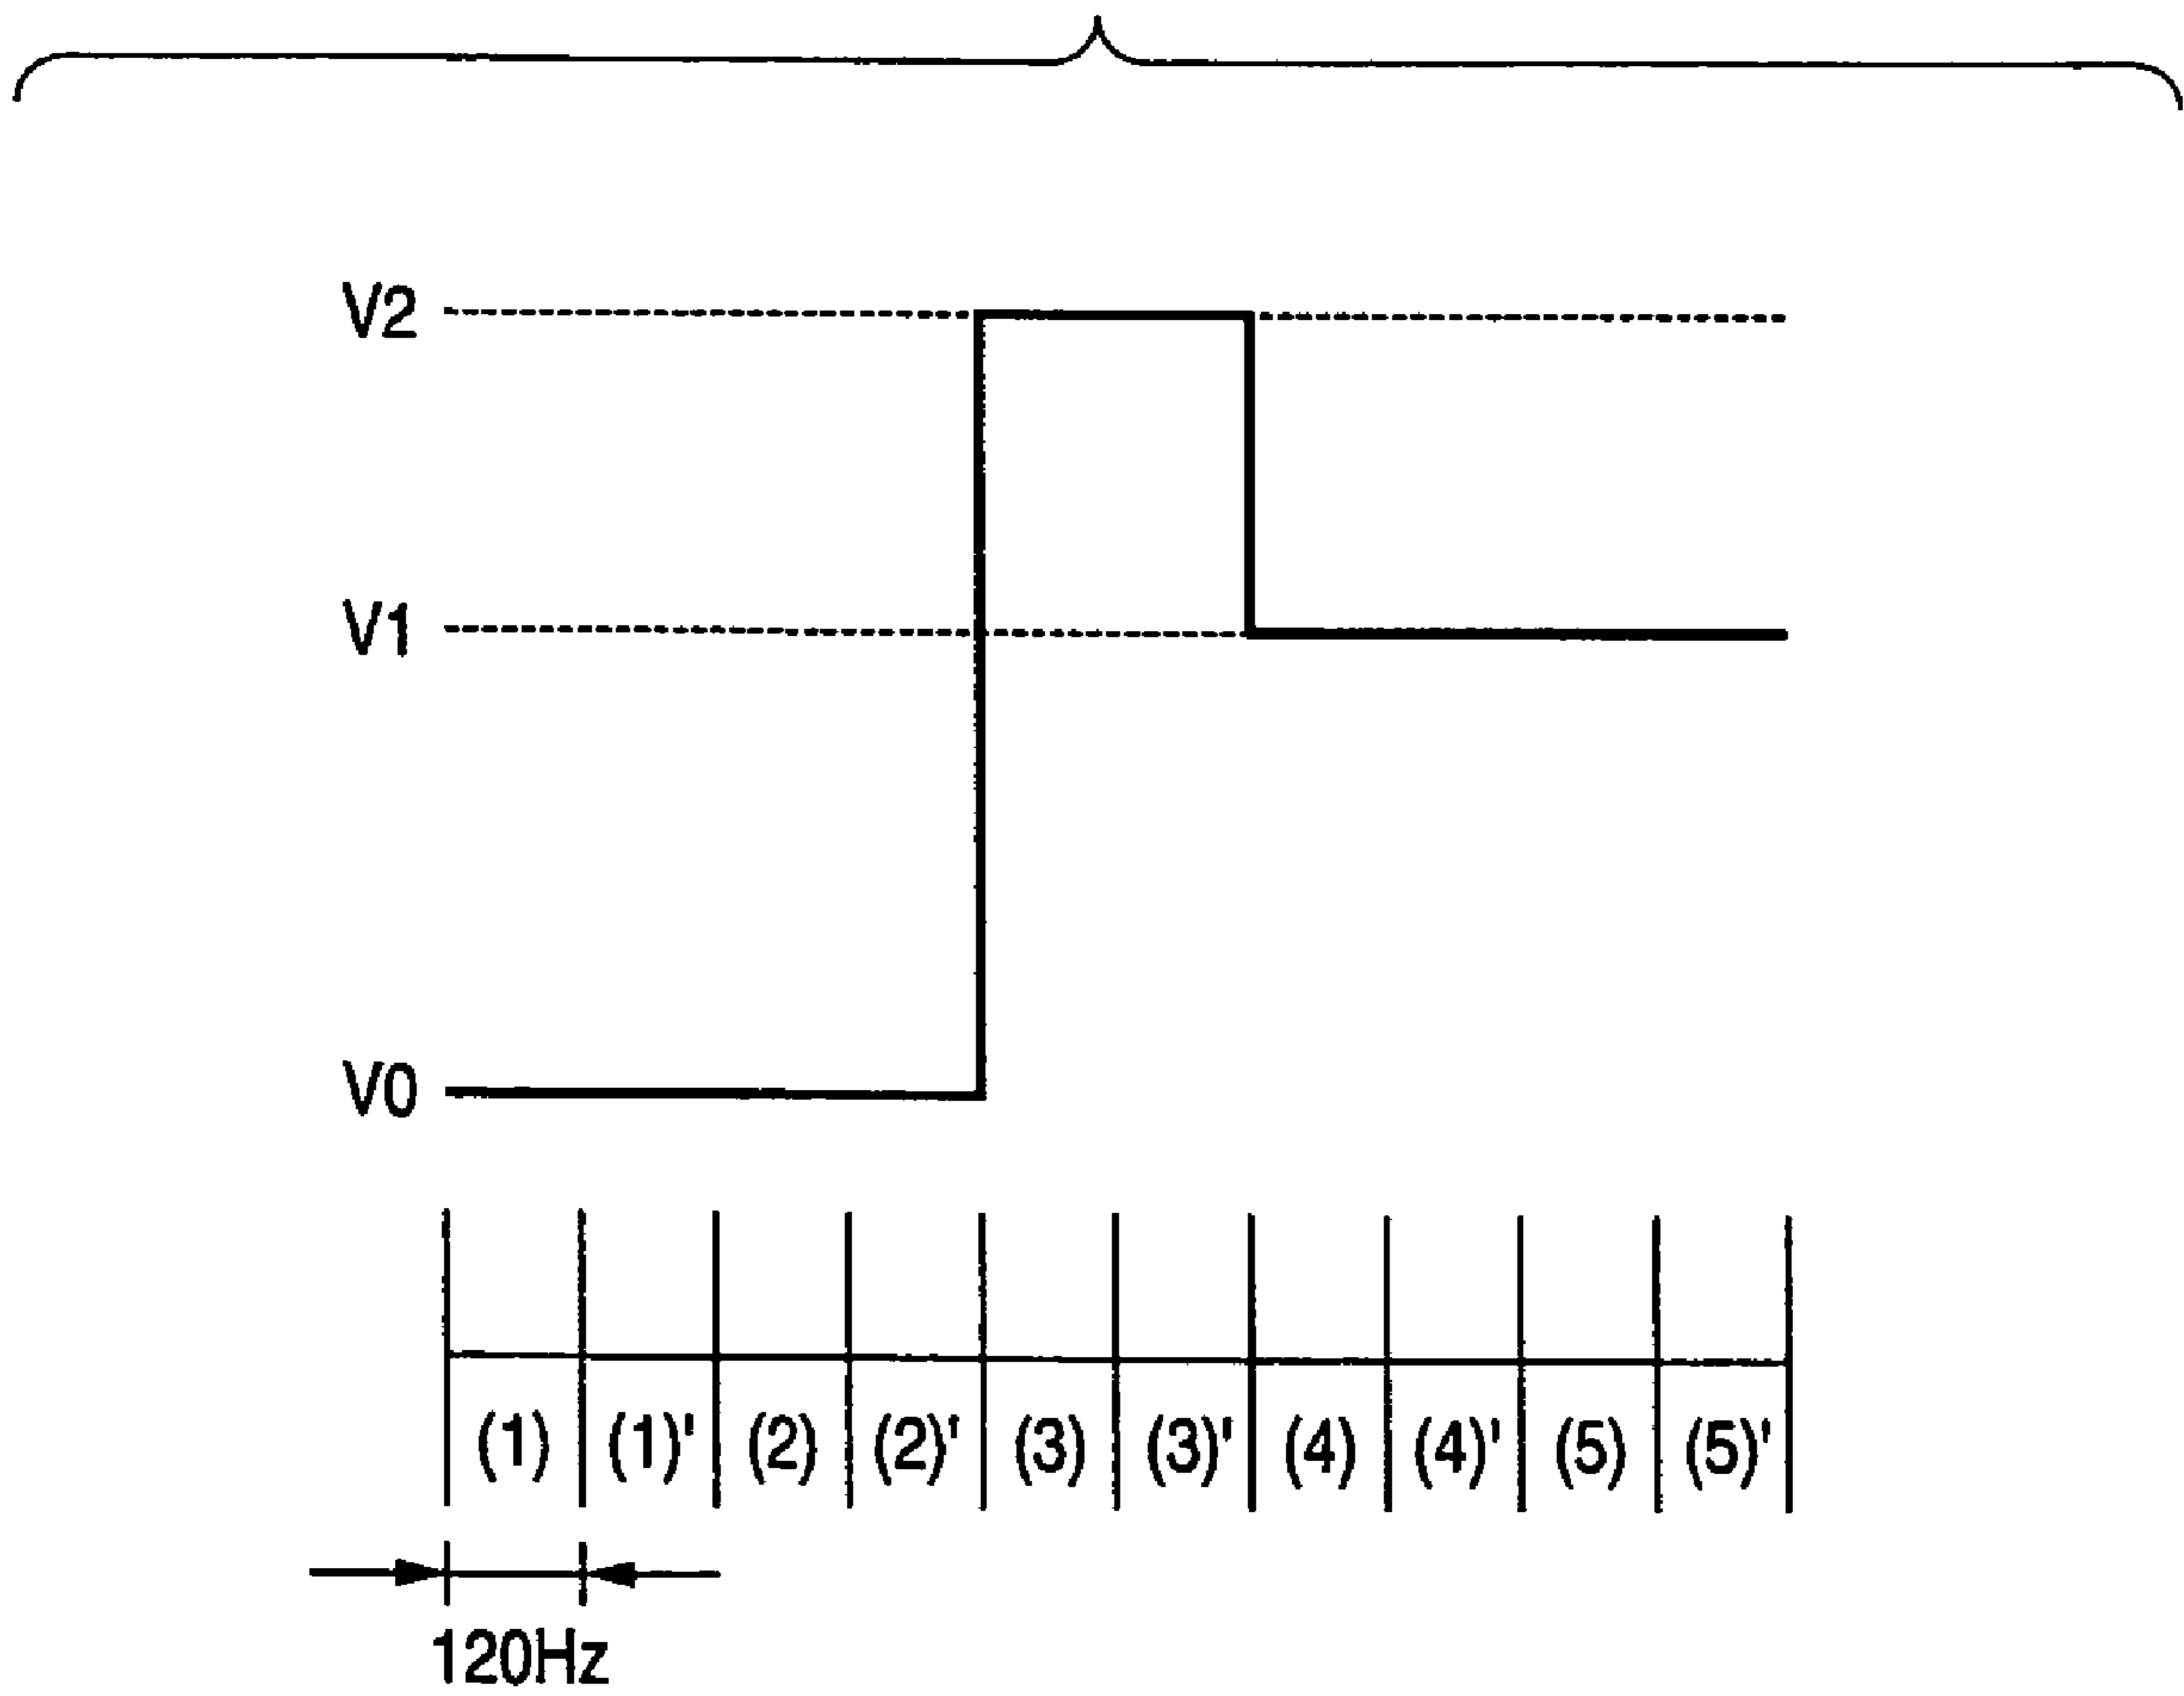 V2
V1
V0
(1) (1)' (2) (2)' (3) (3)' (4) (4)' (5) (5)'
120Hz